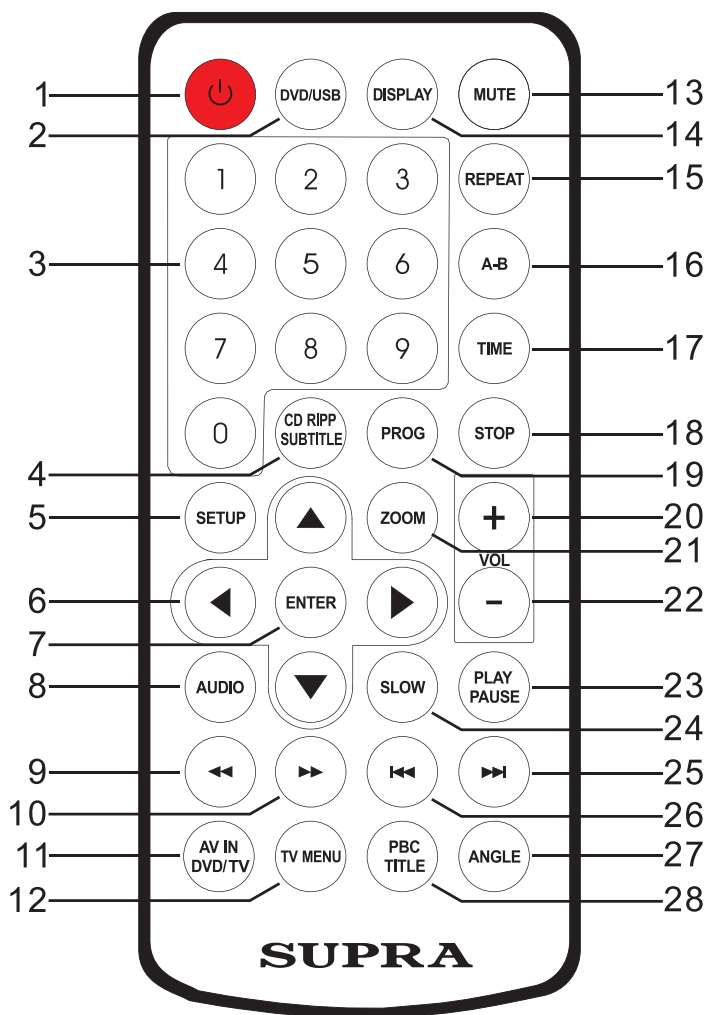 1
DVD/USB
DISPLAY
MUTE
13
2
14
1
2
3
REPEAT
15
3
4
5
6
A-B
16
7
8
9
TIME
17
0
CD RIPP
SUBTITLE
PROG
STOP
18
4
19
5
SETUP
ZOOM
+
20
21
VOL
6
ENTER
−
22
7
8
AUDIO
SLOW
PLAY
PAUSE
23
24
9
25
10
26
11
AV IN
DVD/TV
TV MENU
PBC
TITLE
ANGLE
27
12
28
SUPRA